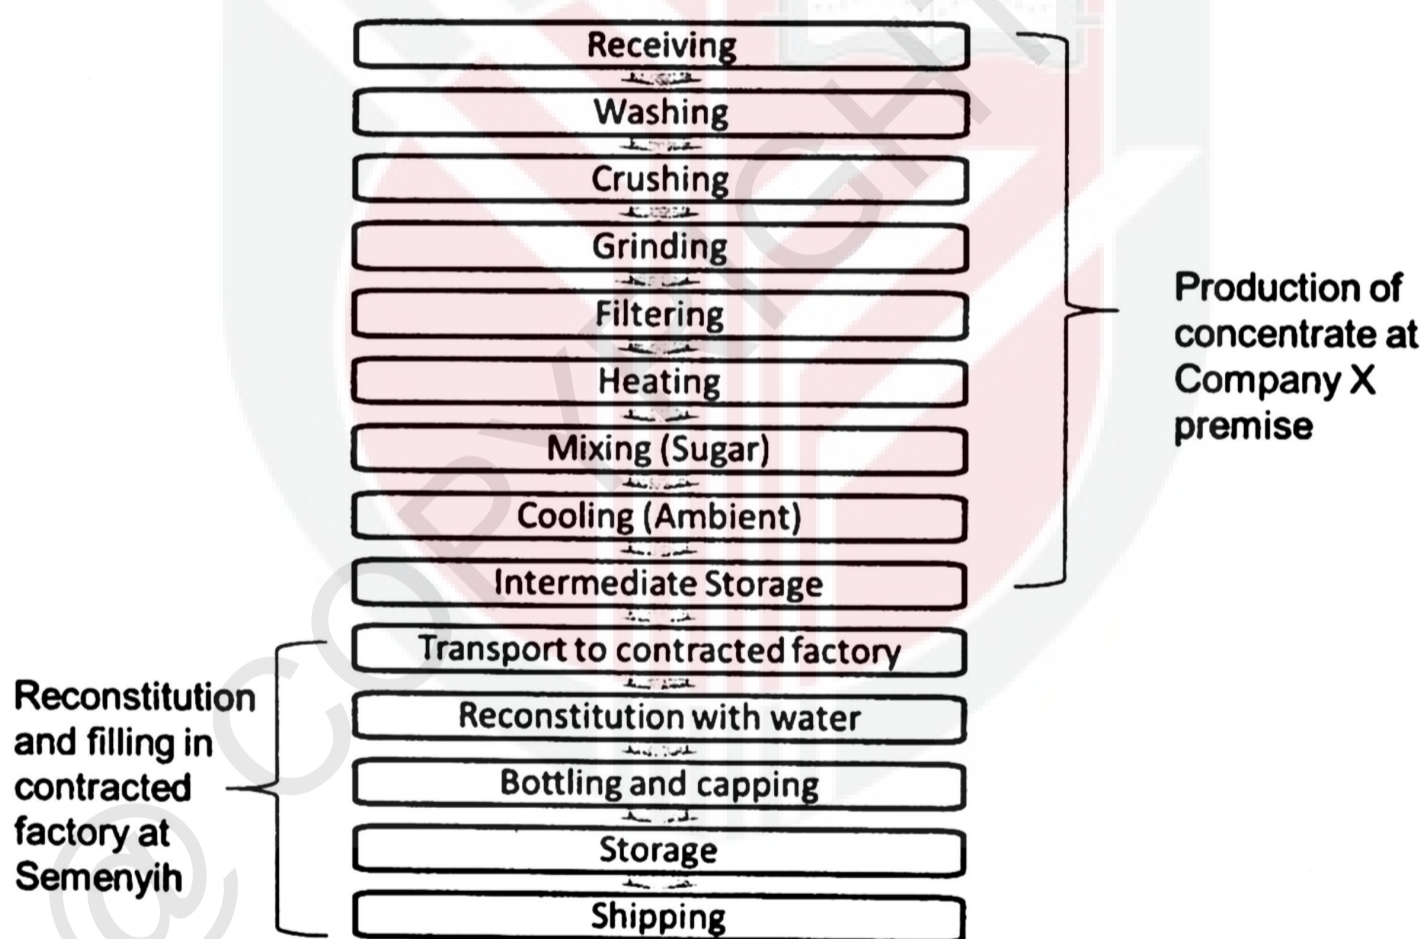 Receiving
Washing
Crushing
Grinding
Filtering
Heating
Mixing (Sugar)
Cooling (Ambient)
Intermediate Storage
Transport to contracted factory
Reconstitution with water
Bottling and capping
Storage
Shipping
Production of
concentrate at
Company X
premise
Reconstitution
and filling in
contracted
factory at
Semenyih
© COPYRIGHT